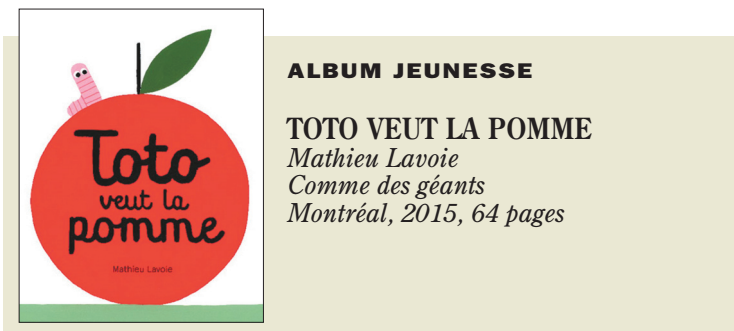 Toto
veut la
pomme
Mathieu Lavoie
ALBUM JEUNESSE
TOTO VEUT LA POMME
Mathieu Lavoie
Comme des géants
Montréal, 2015, 64 pages